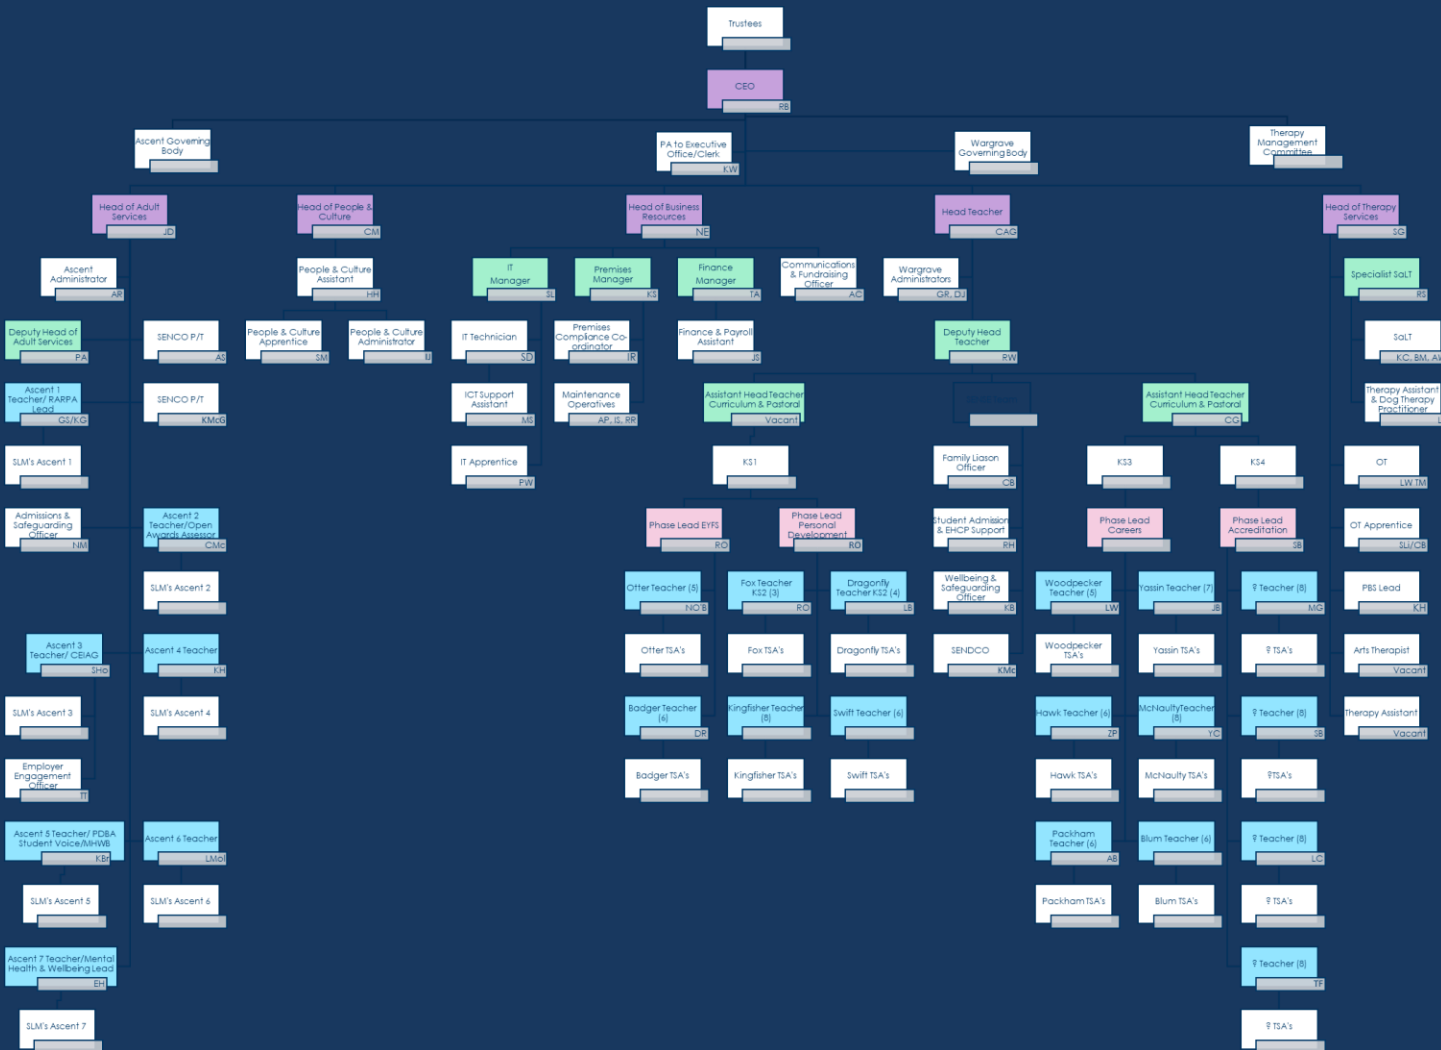 Trustees
CEO
RB
Ascent Governing
Body
PA to Executive
Office/Clerk
KW
Wargrave
Governing Body
Therapy
Management
Committee
Head of Adult
Services
JD
Head of People &
Culture
CM
Head of Business
Resources
NE
Head Teacher
CAG
Head of Therapy
Services
SG
Ascent
Administrator
AR
People & Culture
Assistant
HH
IT
Manager
SL
Premises
Manager
KS
Finance
Manager
TA
Communications
& Fundraising
Officer
AC
Wargrave
Administrators
GR, DJ
Specialist SaLT
RS
Deputy Head of
Adult Services
PA
SENCO P/T
AS
People & Culture
Apprentice
SM
People & Culture
Administrator
IT Technician
SD
Premises
Compliance Co-
ordinator
IR
Finance & Payroll
Assistant
JS
Deputy Head
Teacher
RW
SaLT
KC, BM,
Ascent 1
Teacher/ RARPA
Lead
GS/KG
SENCO P/T
KMcG
ICT Support
Assistant
MS
Maintenance
Operatives
AP, IS, RR
Assistant Head Teacher
Curriculum & Pastoral
Vacant
Assistant Head Teacher
Curriculum & Pastoral
CG
Therapy Assistant
& Dog Therapy
Practitioner
SLM's Ascent 1
IT Apprentice
PW
KS1
Family Liason
Officer
CB
KS3
KS4
OT
LW TM
Admissions &
Safeguarding
Officer
NM
Ascent 2
Teacher/Open
Awards Assessor
CMc
Phase Lead EYFS
RO
Phase Lead
Personal
Development
RO
Student Admission
& EHCP Support
RH
Phase Lead
Careers
Phase Lead
Accreditation
SB
OT Apprentice
SLi/CB
SLM's Ascent 2
Otter Teacher (5)
NO'B
Fox Teacher
KS2 (3)
RO
Dragonfly
Teacher KS2 (4)
LB
Wellbeing &
Safeguarding
Officer
KB
Woodpecker
Teacher (5)
LW
Yassin Teacher (7)
JB
? Teacher (8)
MG
PBS Lead
KH
Ascent 3
Teacher/ CEIAG
SHo
Ascent 4 Teacher
KH
Otter TSA's
Fox TSA's
Dragonfly TSA's
SENDCO
KMc
Woodpecker
TSA's
Yassin TSA's
? TSA's
Arts Therapist
Vacant
SLM's Ascent 3
SLM's Ascent 4
Badger Teacher
(6)
DR
Kingfisher Teacher
(8)
Swift Teacher (6)
Hawk Teacher (6)
ZP
McNaultyTeacher
(8)
YC
? Teacher (8)
SB
Therapy Assistant
Vacant
Employer
Engagement
Officer
TT
Badger TSA's
Kingfisher TSA's
Swift TSA's
Hawk TSA's
McNaulty TSA's
?TSA's
Ascent 5 Teacher/ PDBA
Student Voice/MHWB
KBr
Ascent 6 Teacher
LMol
Packham
Teacher (6)
AB
Blum Teacher (6)
? Teacher (8)
LC
SLM's Ascent 5
SLM's Ascent 6
Packham TSA's
Blum TSA's
? TSA's
Ascent 7 Teacher/Mental
Health & Wellbeing Lead
EH
? Teacher (8)
TF
SLM's Ascent 7
? TSA's